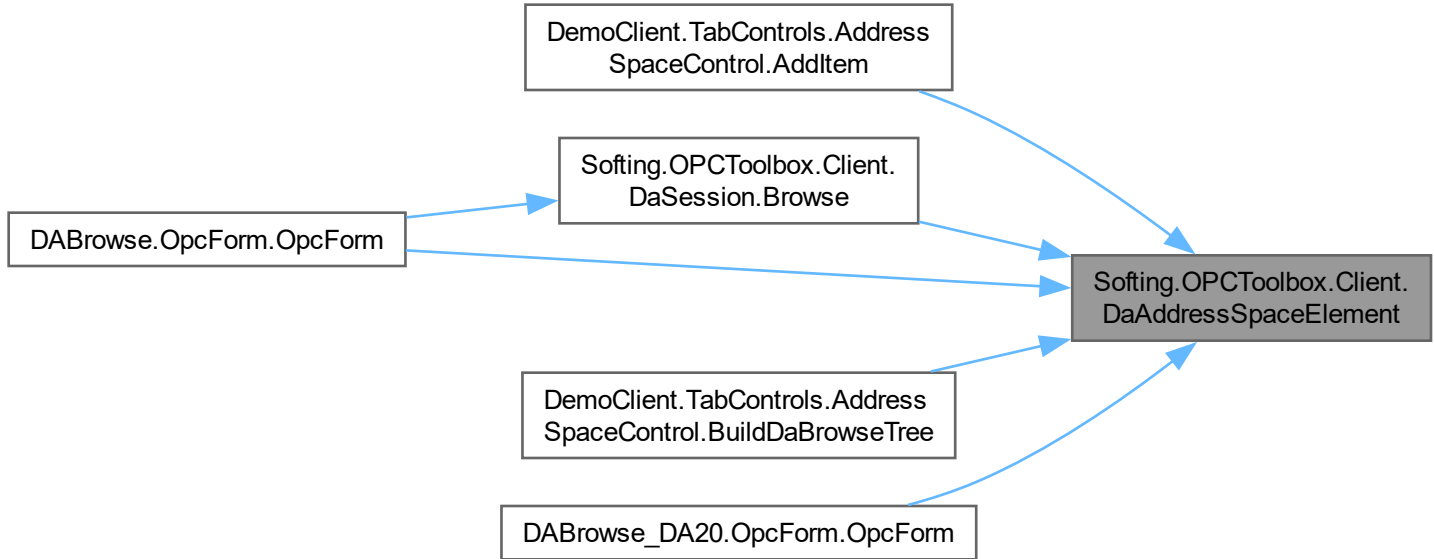 DemoClient.TabControls.Address
SpaceControl.AddItem
Softing.OPCToolbox.Client.
DaSession.Browse
DABrowse.OpcForm.OpcForm
Softing.OPCToolbox.Client.
DaAddressSpaceElement
DemoClient.TabControls.Address
SpaceControl.BuildDaBrowseTree
DABrowse_DA20.OpcForm.OpcForm